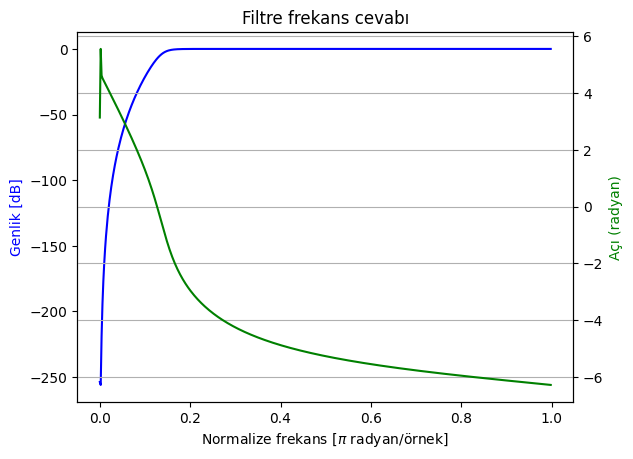 Filtre frekans cevabı
Genlik [dB]
0
−50
−100
−150
−200
−250
6
4
2
0
−2
−4
−6
Açı (radyan)
0.0 0.2 0.4 0.6 0.8 1.0
Normalize frekans [π radyan/örnek]